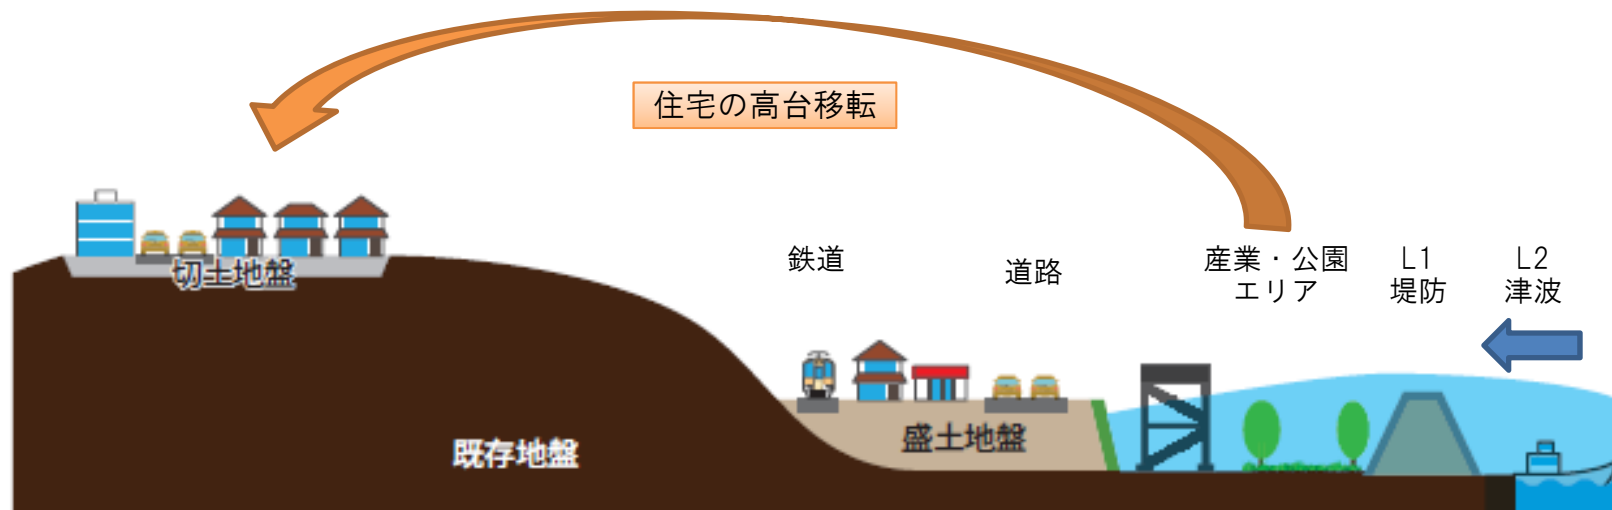 住宅の高台移転
鉄道
道路
産業・公園
エリア
L1
堤防
L2
津波
切土地盤
盛土地盤
既存地盤